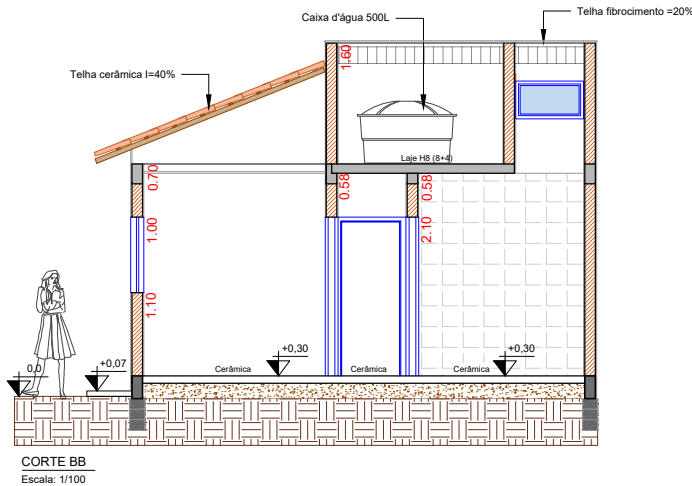 Telha fibrocimento =20%
Caixa d'água 500L
Telha cerâmica I=40%
1.60
Laje H8 (8+4)
0.70
0.58
0.58
1.00
2.10
1.10
+0,30
+0,30
0,0
+0,07
Cerâmica
Cerâmica
Cerâmica
CORTE BB
Escala: 1/100